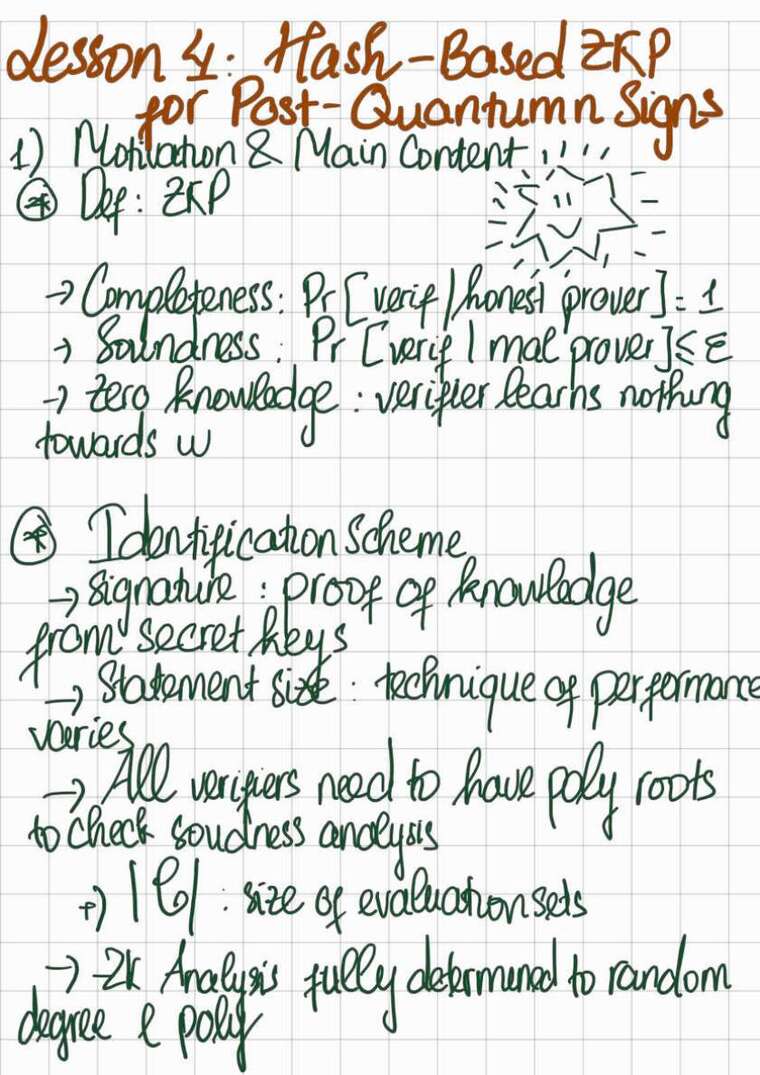 Lesson 4: Hash-Based ZKP
for Post-Quantumn Signs
1) Motivation & Main Content
* Def: ZKP
→ Completeness: Pr[verif|honest prover] = 1
→ Soundness: Pr[verif|mal prover] ≤ ε
→ Zero knowledge: verifier learns nothing
towards w
* Identification Scheme
→ Signature: proof of knowledge
from secret keys
→ Statement size: technique of performance
varies
→ All verifiers need to have poly roots
to check soudness analysis
+) |C|: size of evaluation sets
→ ZK Analysis fully determined to random
degree ℓ poly